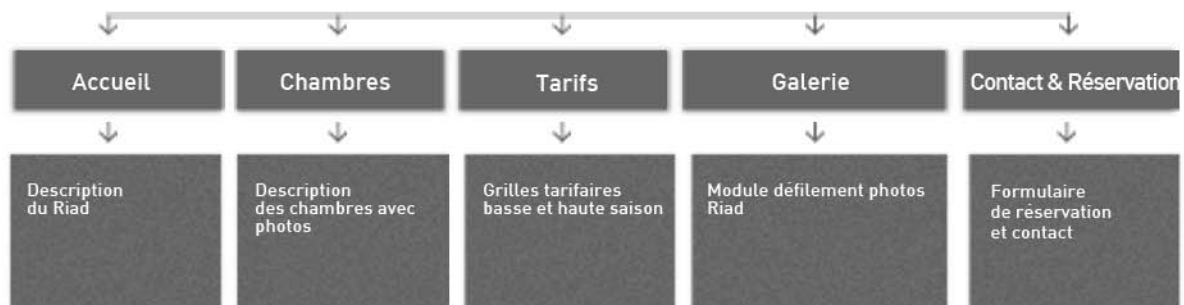 Accueil
Chambres
Tarifs
Galerie
Contact & Réservation
Description
du Riad
Description
des chambres avec
photos
Grilles tarifaires
basse et haute saison
Module défilement photos
Riad
Formulaire
de réservation
et contact